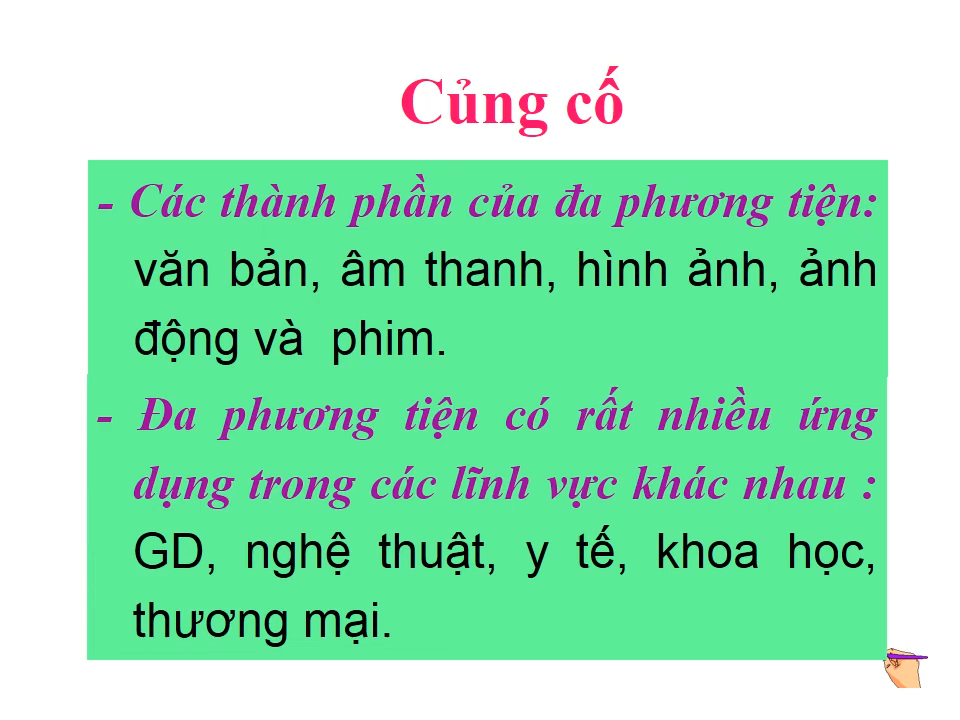 Củng cố
- Các thành phần của đa phương tiện:
văn bản, âm thanh, hình ảnh, ảnh
động và phim.
- Đa phương tiện có rất nhiều ứng
dụng trong các lĩnh vực khác nhau :
GD, nghệ thuật, y tế, khoa học,
thương mại.